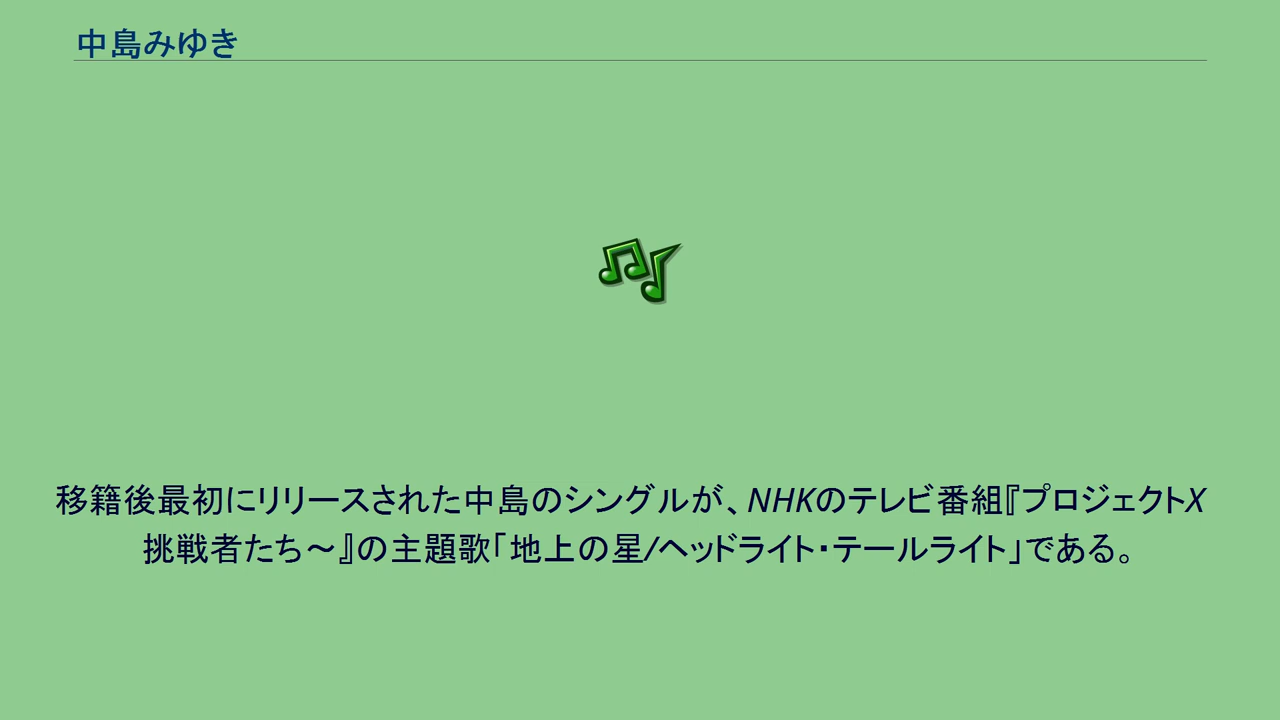 中島みゆき
移籍後最初にリリースされた中島のシングルが、NHKのテレビ番組『プロジェクトX
挑戦者たち～』の主題歌｢地上の星/ヘッドライト･テールライト｣である。